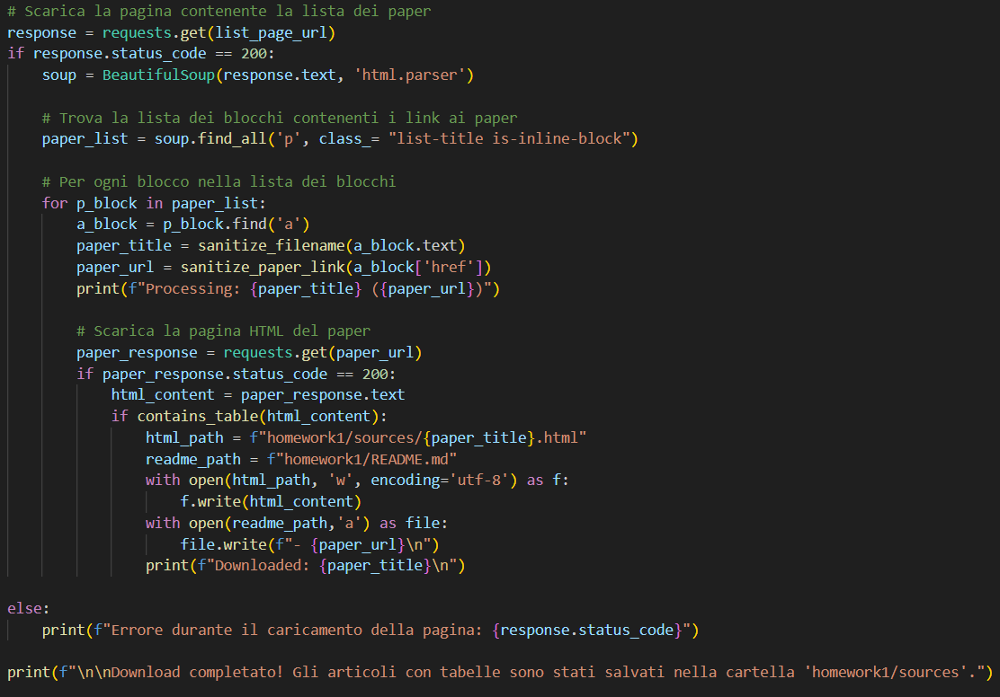 # Scarica la pagina contenente la lista dei paper
response = requests.get(list_page_url)
if response.status_code == 200:
    soup = BeautifulSoup(response.text, 'html.parser')

    # Trova la lista dei blocchi contenenti i link ai paper
    paper_list = soup.find_all('p', class_= "list-title is-inline-block")

    # Per ogni blocco nella lista dei blocchi
    for p_block in paper_list:
        a_block = p_block.find('a')
        paper_title = sanitize_filename(a_block.text)
        paper_url = sanitize_paper_link(a_block['href'])
        print(f"Processing: {paper_title} ({paper_url})")

        # Scarica la pagina HTML del paper
        paper_response = requests.get(paper_url)
        if paper_response.status_code == 200:
            html_content = paper_response.text
            if contains_table(html_content):
                html_path = f"homework1/sources/{paper_title}.html"
                readme_path = f"homework1/README.md"
                with open(html_path, 'w', encoding='utf-8') as f:
                    f.write(html_content)
                with open(readme_path,'a') as file:
                    file.write(f"- {paper_url}\n")
                print(f"Downloaded: {paper_title}\n")

else:
    print(f"Errore durante il caricamento della pagina: {response.status_code}")

print(f"\n\nDownload completato! Gli articoli con tabelle sono stati salvati nella cartella 'homework1/sources'.")